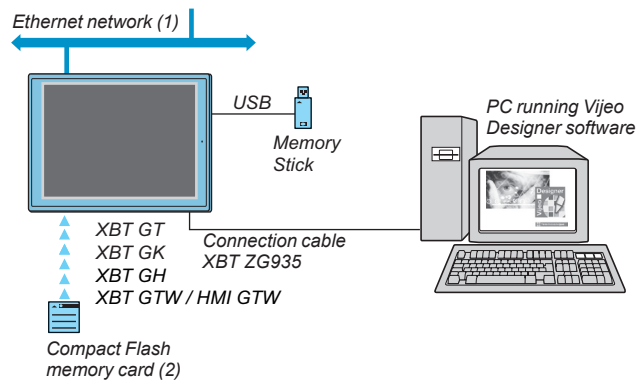 Ethernet network (1)
USB
Memory
Stick
PC running Vijeo
Designer software
XBT GT
XBT GK
XBT GH
XBT GTW / HMI GTW
Connection cable
XBT ZG935
Compact Flash
memory card (2)
Designer